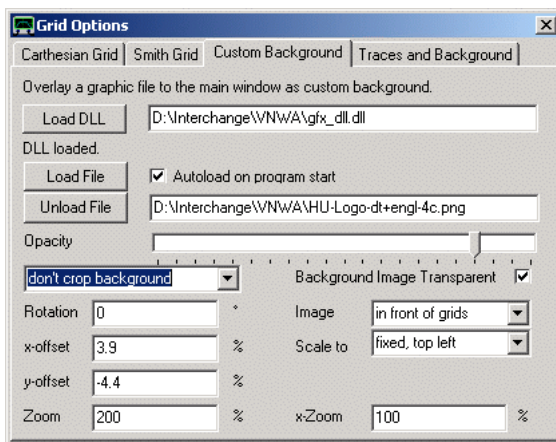 Grid Options
Carthesian Grid Smith Grid Custom Background Traces and Background
Overlay a graphic file to the main window as custom background.
Load DLL D:\Interchange\VNWA\gfx_dll.dll
DLL loaded.
Load File Autoload on program start
Unload File D:\Interchange\VNWA\HU-Logo-dt+engl-4c.png
Opacity
don't crop background Background Image Transparent
Rotation 0 ° Image in front of grids
x-offset 3.9 % Scale to fixed, top left
y-offset -4.4 %
Zoom 200 % x-Zoom 100 %